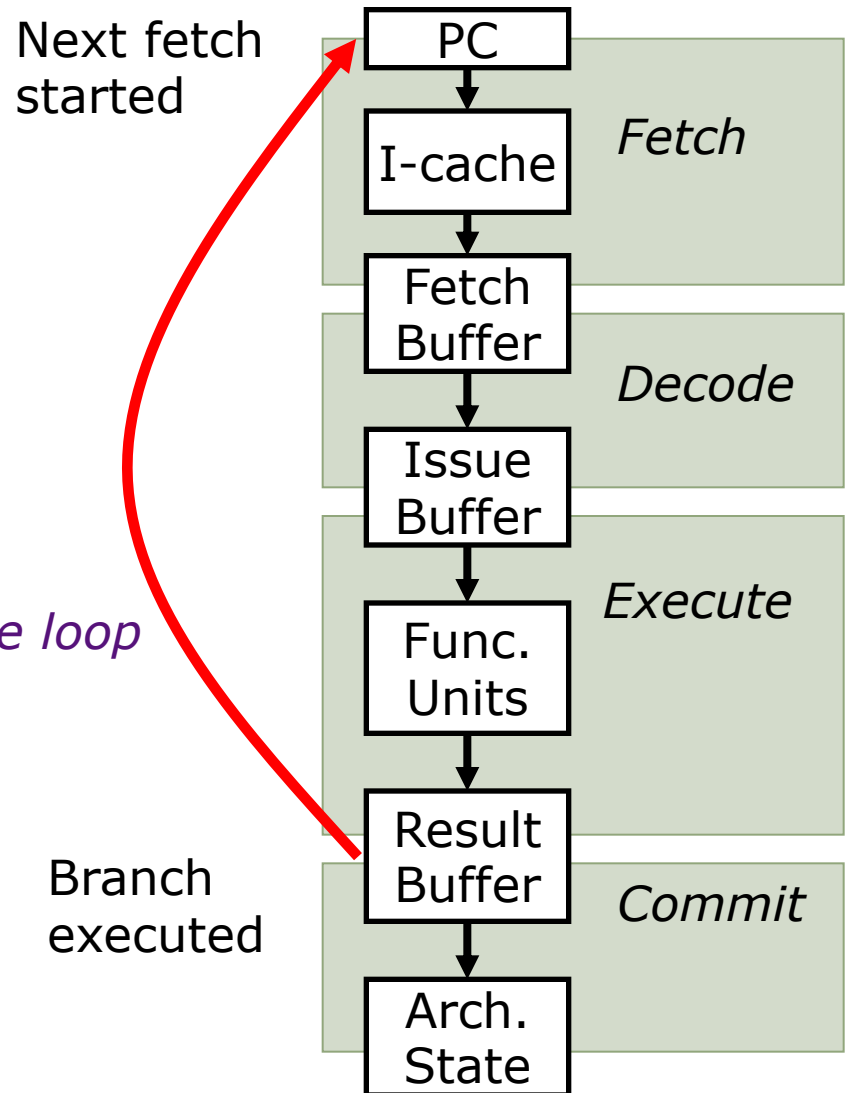 Next fetch
started
PC
Fetch
I-cache
Fetch
Buffer
Decode
Issue
Buffer
Execute
e loop
Func.
Units
Result
Buffer
Branch
executed
Commit
Arch.
State